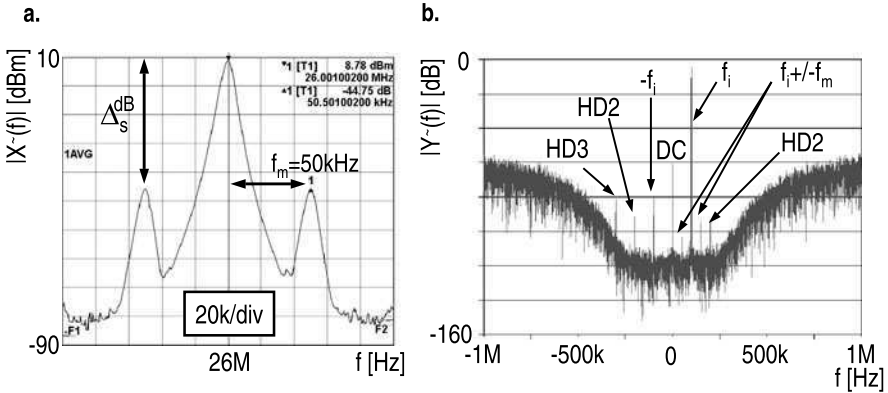 a.
|X~(f)| [dBm]
10
-90
Δs dB
▼1 [T1] 8.78 dBm
26.00100200 MHz
▲1 [T1] -44.75 dB
50.50100200 kHz
1AVG
fm=50kHz
1
20k/div
F1
F2
26M
f [Hz]
b.
|Y~(f)| [dB]
0
-160
-fi
fi
fi+/-fm
HD2
HD3
DC
HD2
-1M
-500k
0
500k
1M
f [Hz]